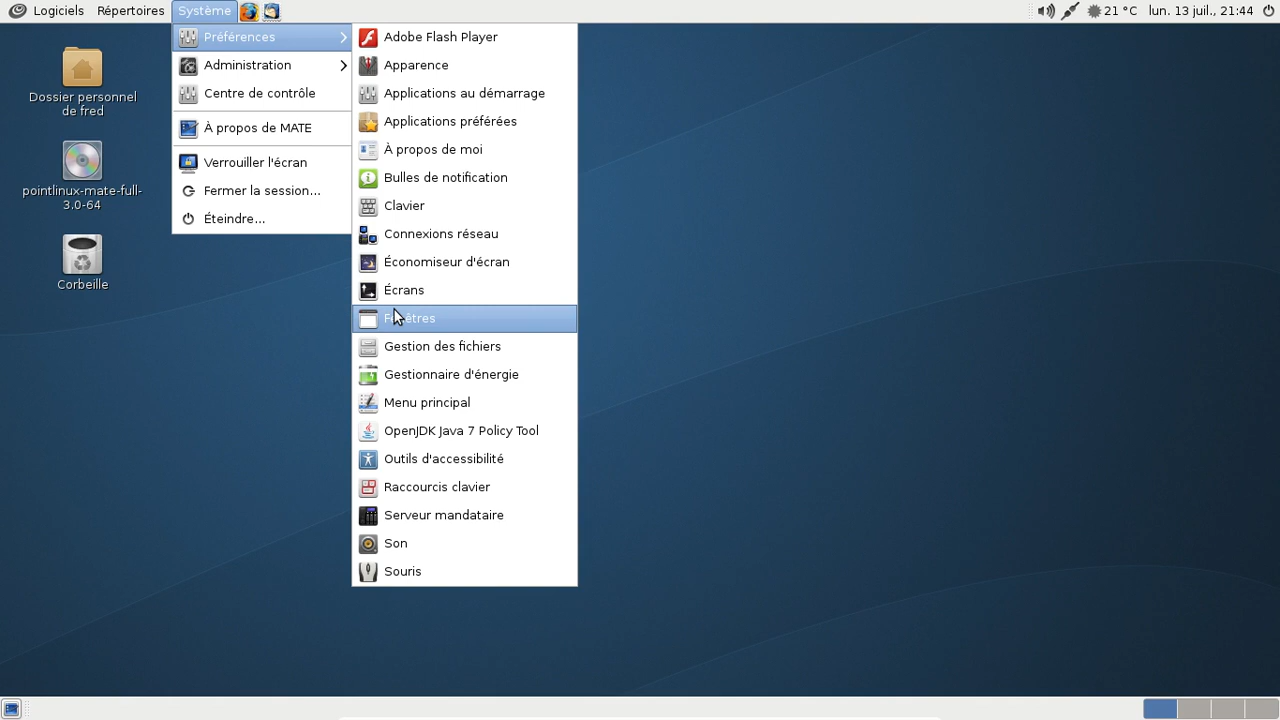 Logiciels Répertoires Système 21 °C lun. 13 juil., 21:44
Dossier personnel
de fred
pointlinux-mate-full-
3.0-64
Corbeille
Préférences
Administration
Centre de contrôle
À propos de MATE
Verrouiller l'écran
Fermer la session...
Éteindre...
Adobe Flash Player
Apparence
Applications au démarrage
Applications préférées
À propos de moi
Bulles de notification
Clavier
Connexions réseau
Économiseur d'écran
Écrans
Fenêtres
Gestion des fichiers
Gestionnaire d'énergie
Menu principal
OpenJDK Java 7 Policy Tool
Outils d'accessibilité
Raccourcis clavier
Serveur mandataire
Son
Souris